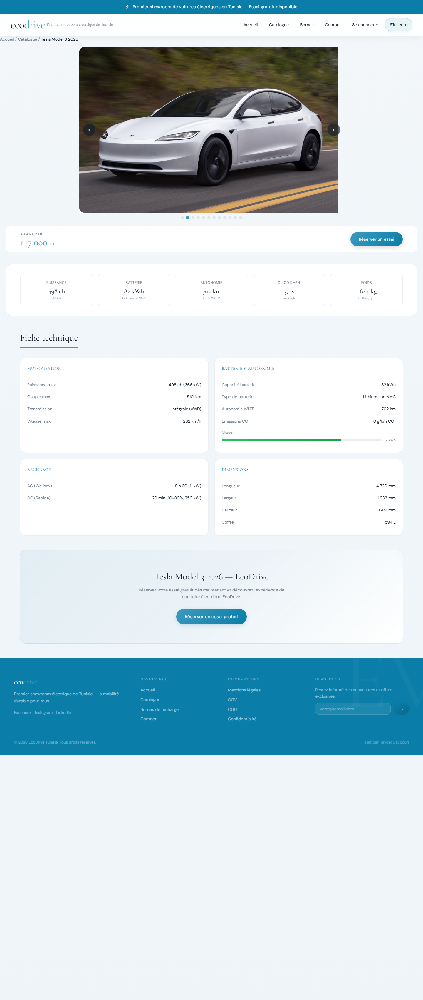 Premier showroom de voitures électriques en Tunisie — Essai gratuit disponible
ecodrive Premier showroom électrique de Tunisie
Accueil Catalogue Bornes Contact Se connecter S'inscrire
Accueil / Catalogue / Tesla Model 3 2026
‹ ›
À PARTIR DE
147 000 DT
Réserver un essai
PUISSANCE
498 ch
366 kW
BATTERIE
82 kWh
Lithium-ion NMC
AUTONOMIE
702 km
Cycle WLTP
0-100 KM/H
3,1 s
262 km/h
POIDS
1 844 kg
Coffre 594 L
Fiche technique
MOTORISATION
Puissance max 498 ch (366 kW)
Couple max 510 Nm
Transmission Intégrale (AWD)
Vitesse max 262 km/h
BATTERIE & AUTONOMIE
Capacité batterie 82 kWh
Type de batterie Lithium-ion NMC
Autonomie WLTP 702 km
Émissions CO₂ 0 g/km CO₂
Niveau
82 kWh
RECHARGE
AC (Wallbox) 8 h 30 (11 kW)
DC (Rapide) 20 min (10-80%, 250 kW)
DIMENSIONS
Longueur 4 720 mm
Largeur 1 933 mm
Hauteur 1 441 mm
Coffre 594 L
Tesla Model 3 2026 — EcoDrive
Réservez votre essai gratuit dès maintenant et découvrez l'expérience de
conduite électrique EcoDrive.
Réserver un essai gratuit
EV
ecodrive
Premier showroom électrique de Tunisie — la mobilité
durable pour tous.
Facebook Instagram LinkedIn
NAVIGATION
Accueil
Catalogue
Bornes de recharge
Contact
INFORMATIONS
Mentions légales
CGV
CGU
Confidentialité
NEWSLETTER
Restez informé des nouveautés et offres
exclusives.
votre@email.com →
© 2026 EcoDrive Tunisie. Tous droits réservés.
Fait par Hayder Baccouri